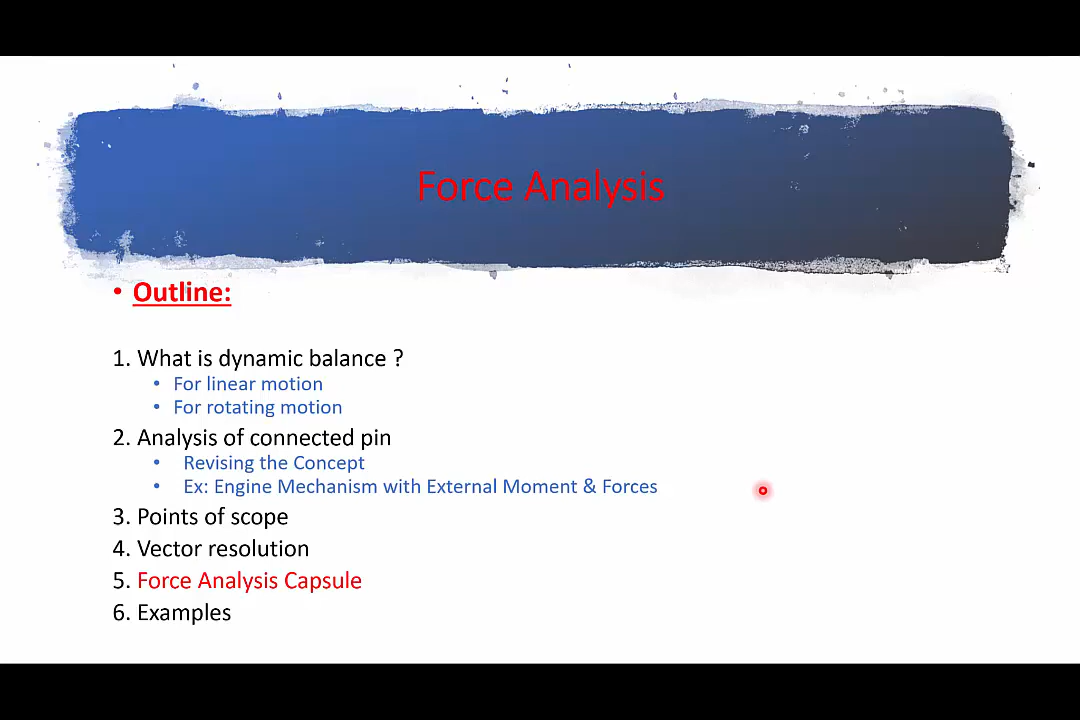 Force Analysis
• Outline:
1. What is dynamic balance ?
• For linear motion
• For rotating motion
2. Analysis of connected pin
• Revising the Concept
• Ex: Engine Mechanism with External Moment & Forces
3. Points of scope
4. Vector resolution
5. Force Analysis Capsule
6. Examples